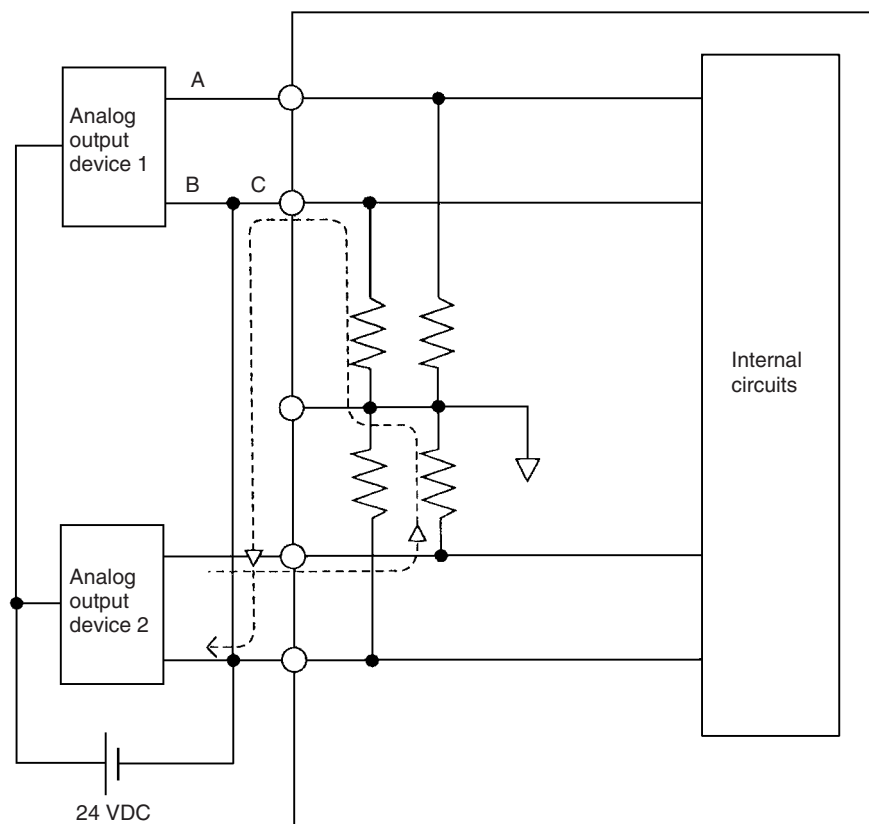 A
Analog
output
device 1
B C
Internal
circuits
Analog
output
device 2
24 VDC